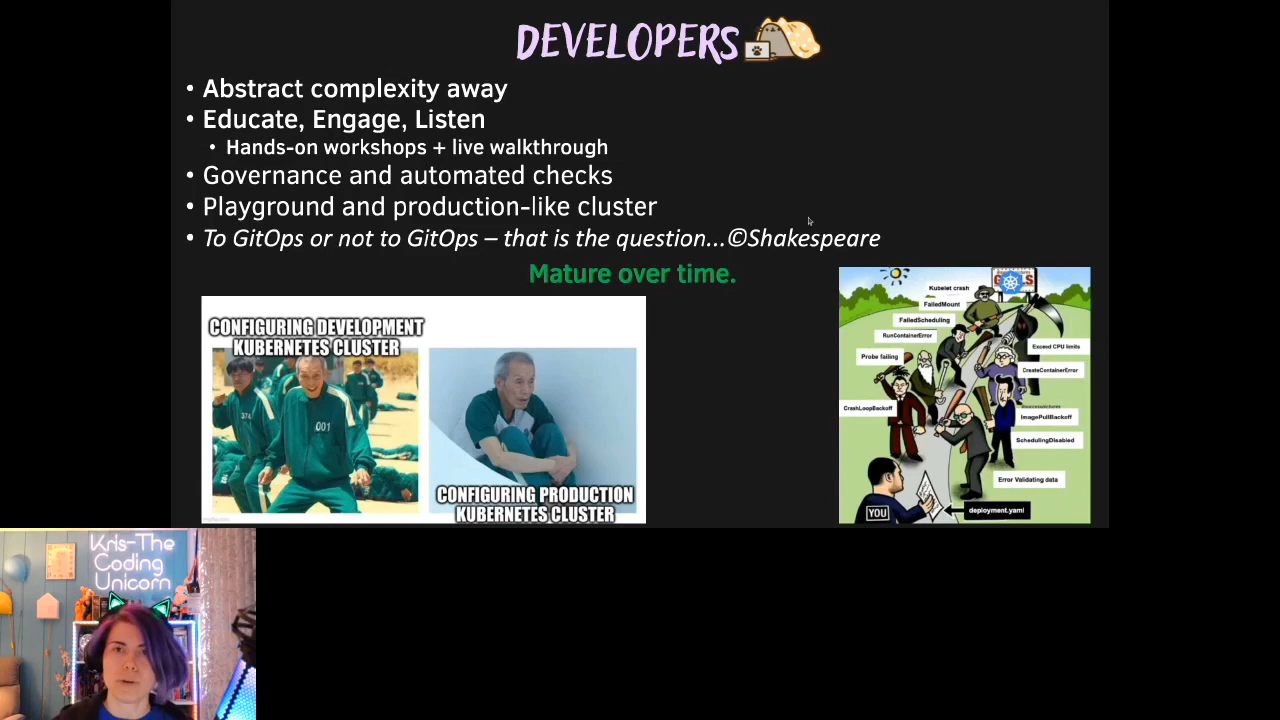 DEVELOPERS
• Abstract complexity away
• Educate, Engage, Listen
• Hands-on workshops + live walkthrough
• Governance and automated checks
• Playground and production-like cluster
• To GitOps or not to GitOps – that is the question...©Shakespeare
Mature over time.
CONFIGURING DEVELOPMENT
KUBERNETES CLUSTER
001
CONFIGURING PRODUCTION
KUBERNETES CLUSTER
Kubelet crash
FailedMount
FailedScheduling
RunContainerError
Probe failing
CrashLoopBackoff
Exceed CPU limits
CreateContainerError
ImagePullBackoff
SchedulingDisabled
Error Validating data
YOU
deployment.yaml
Kris-The
Coding
Unicorn